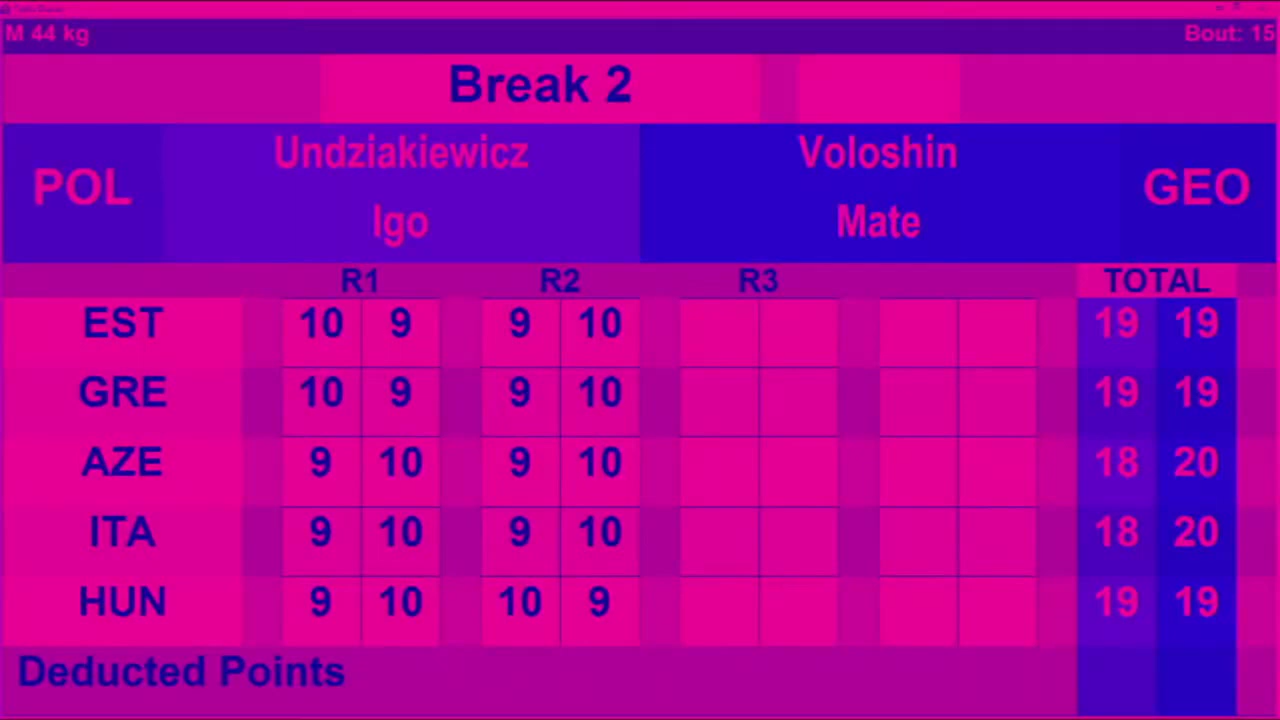 M 44 kg Bout: 15
Break 2
POL Undziakiewicz Igo Voloshin Mate GEO
R1 R2 R3 TOTAL
EST 10 9 9 10 19 19
GRE 10 9 9 10 19 19
AZE 9 10 9 10 18 20
ITA 9 10 9 10 18 20
HUN 9 10 10 9 19 19
Deducted Points